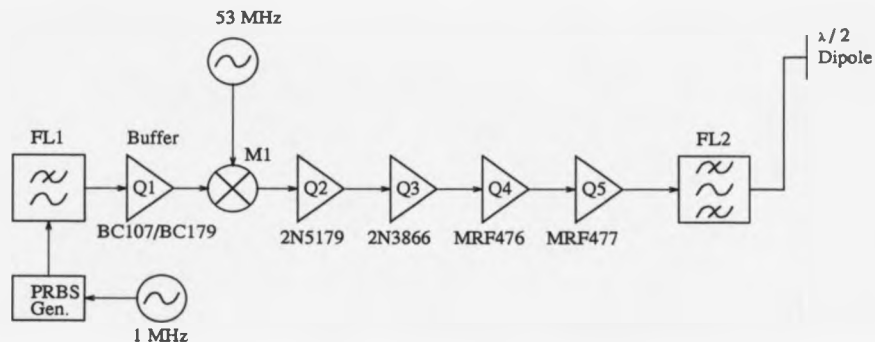 53 MHz
λ/2
Dipole
FL1
Buffer
M1
FL2
Q1
Q2
Q3
Q4
Q5
BC107/BC179
2N5179
2N3866
MRF476
MRF477
PRBS
Gen.
1 MHz